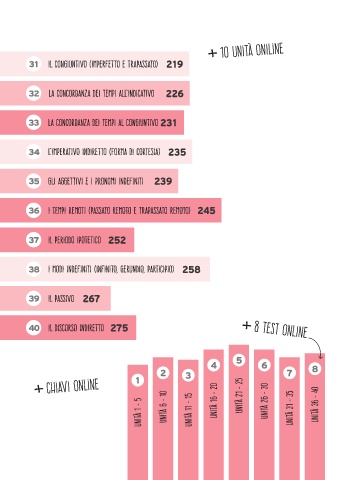 + 10 UNITÀ ONILINE
31 IL CONGIUNTIVO (IMPERFETTO E TRAPASSATO) 219
32 LA CONCORDANZA DEI TEMPI ALL'INDICATIVO 226
33 LA CONCORDANZA DEI TEMPI AL CONGIUNTIVO 231
34 L'IMPERATIVO INDIRETTO (FORMA DI CORTESIA) 235
35 GLI AGGETTIVI E I PRONOMI INDEFINITI 239
36 I TEMPI REMOTI (PASSATO REMOTO E TRAPASSATO REMOTO) 245
37 IL PERIODO IPOTETICO 252
38 I MODI INDEFINITI (INFINITO, GERUNDIO, PARTICIPIO) 258
39 IL PASSIVO 267
40 IL DISCORSO INDIRETTO 275
+ 8 TEST ONLINE
+ CHIAVI ONLINE
1 UNITÀ 1 - 5
2 UNITÀ 6 - 10
3 UNITÀ 11 - 15
4 UNITÀ 16 - 20
5 UNITÀ 21 - 25
6 UNITÀ 26 - 30
7 UNITÀ 31 - 35
8 UNITÀ 36 - 40